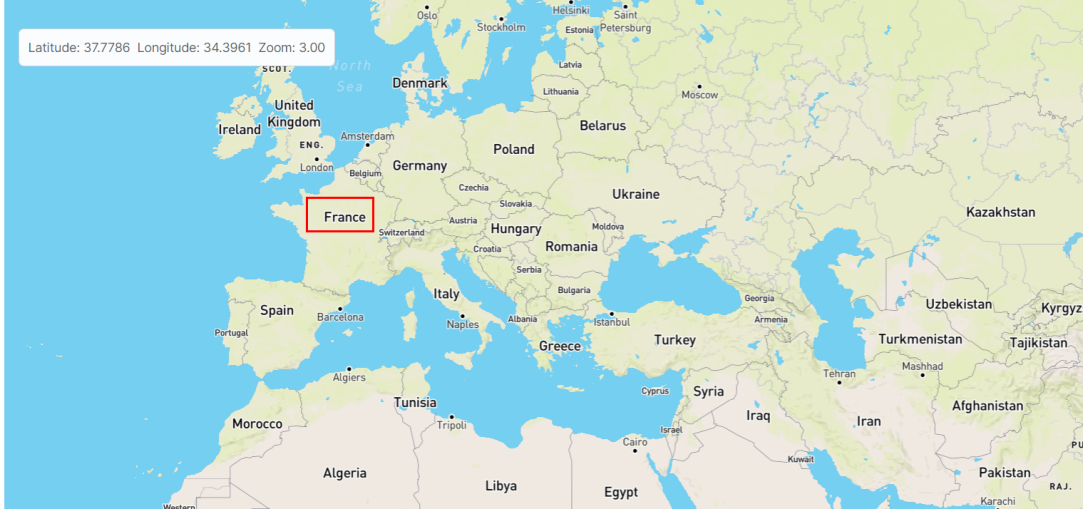 Oslo
Helsinki
Saint
Petersburg
Stockholm
Estonia
Latitude: 37.7786 Longitude: 34.3961 Zoom: 3.00
SCOT.
North
Sea
Latvia
Denmark
Lithuania
Moscow
United
Kingdom
Ireland
Belarus
Amsterdam
ENG.
Poland
London
Belgium
Germany
Czechia
Ukraine
Slovakia
Kazakhstan
France
Austria
Switzerland
Hungary
Moldova
Croatia
Romania
Serbia
Bulgaria
Italy
Georgia
Uzbekistan
Kyrgyz
Spain
Barcelona
Naples
Albania
Istanbul
Armenia
Portugal
Greece
Turkey
Turkmenistan
Tajikistan
Algiers
Tehran
Mashhad
Cyprus
Syria
Tunisia
Afghanistan
Morocco
Tripoli
Iraq
Iran
Israel
Cairo
Kuwait
PU
Algeria
Libya
Egypt
Pakistan
RAJ.
Karachi
Western